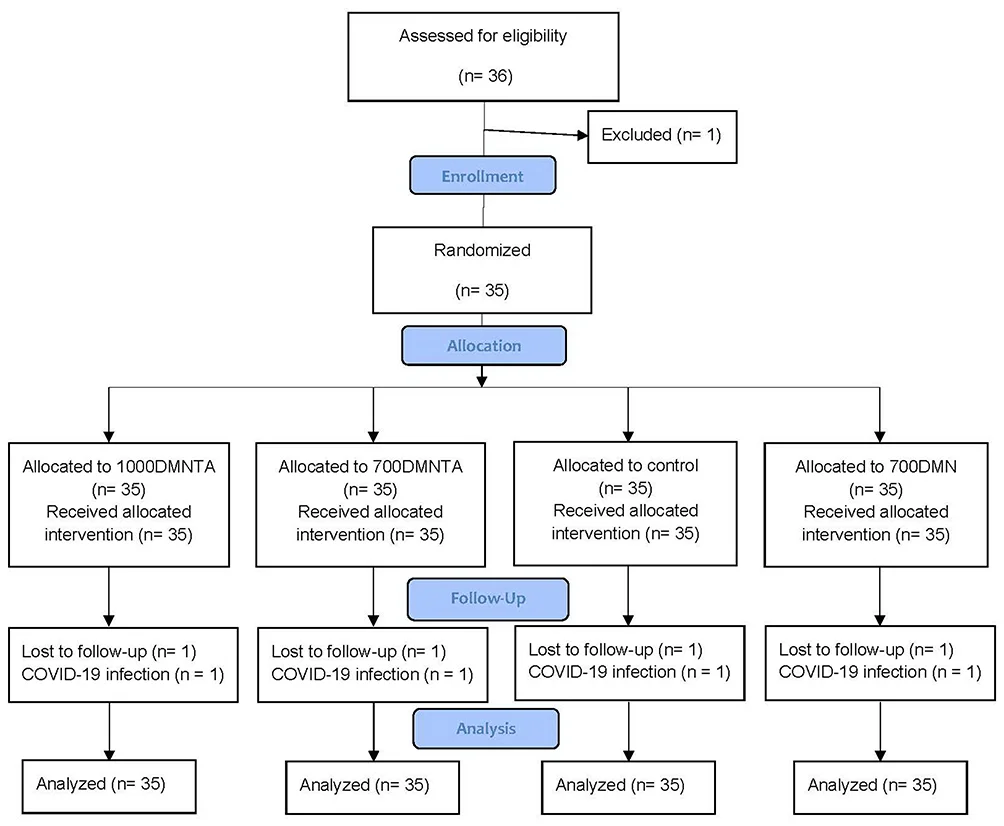 Assessed for eligibility
(n= 36)
Excluded (n= 1)
Enrollment
Randomized
(n= 35)
Allocation
Allocated to 1000DMNTA
(n= 35)
Received allocated
intervention (n= 35)
Allocated to 700DMNTA
(n= 35)
Received allocated
intervention (n= 35)
Allocated to control
(n= 35)
Received allocated
intervention (n= 35)
Allocated to 700DMN
(n= 35)
Received allocated
intervention (n= 35)
Follow-Up
Lost to follow-up (n= 1)
COVID-19 infection (n = 1)
Lost to follow-up (n= 1)
COVID-19 infection (n = 1)
Lost to follow-up (n= 1)
COVID-19 infection (n = 1)
Lost to follow-up (n= 1)
COVID-19 infection (n = 1)
Analysis
Analyzed (n= 35)
Analyzed (n= 35)
Analyzed (n= 35)
Analyzed (n= 35)